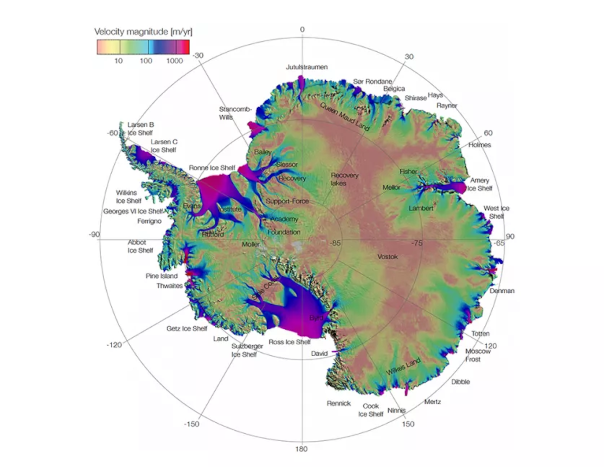 Velocity magnitude [m/yr]
10 100 1000
0
-30
30
Jutulstraumen
Sør Rondane
Belgica
Shirase
Hays
Rayner
Queen Maud Land
Stancomb-
Wills
-60
60
Holmes
Larsen B
Ice Shelf
Larsen C
Ice Shelf
Bailey
Slessor
Ronne Ice Shelf
Recovery
Recovery
lakes
Fisher
Mellor
Amery
Ice Shelf
Wilkins
Ice Shelf
Evans
Support-Force
Lambert
Georges VI Ice Shelf
Academy
West Ice
Shelf
Ferrigno
Foundation
-90
90
Abbot
Ice Shelf
Möller
-85
-75
-65
Vostok
Pine Island
Thwaites
Denman
Getz Ice Shelf
Land
Sulzberger
Ice Shelf
Ross Ice Shelf
David
Totten
Moscow
Frost
-120
120
Wilkes Land
Dibble
Rennick
Cook
Ice Shelf
Ninnis
Mertz
-150
150
180